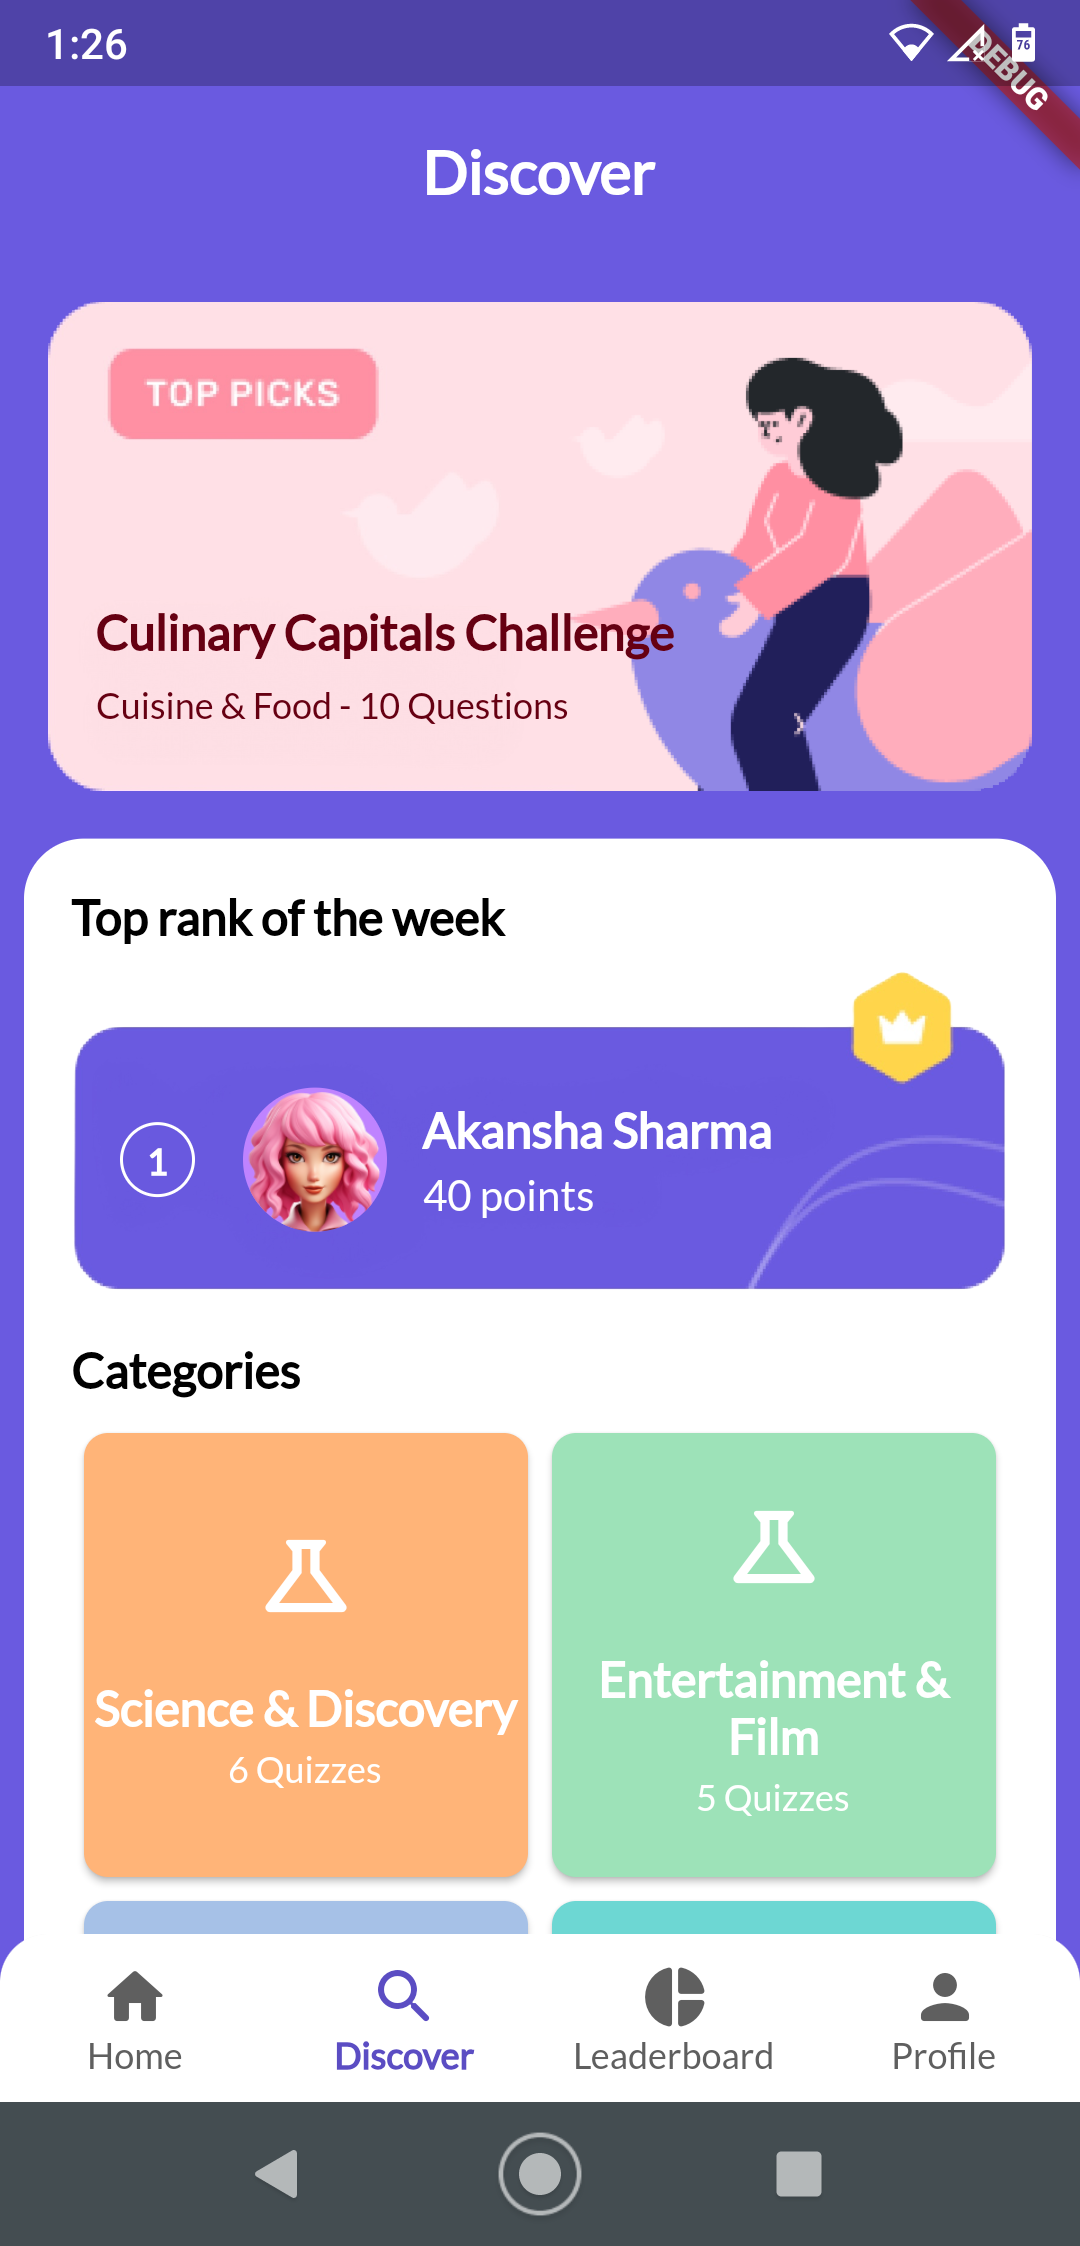 1:26
76
DEBUG
Discover
TOP PICKS
Culinary Capitals Challenge
Cuisine & Food - 10 Questions
Top rank of the week
1
Akansha Sharma
40 points
Categories
Science & Discovery
6 Quizzes
Entertainment &
Film
5 Quizzes
Home
Discover
Leaderboard
Profile